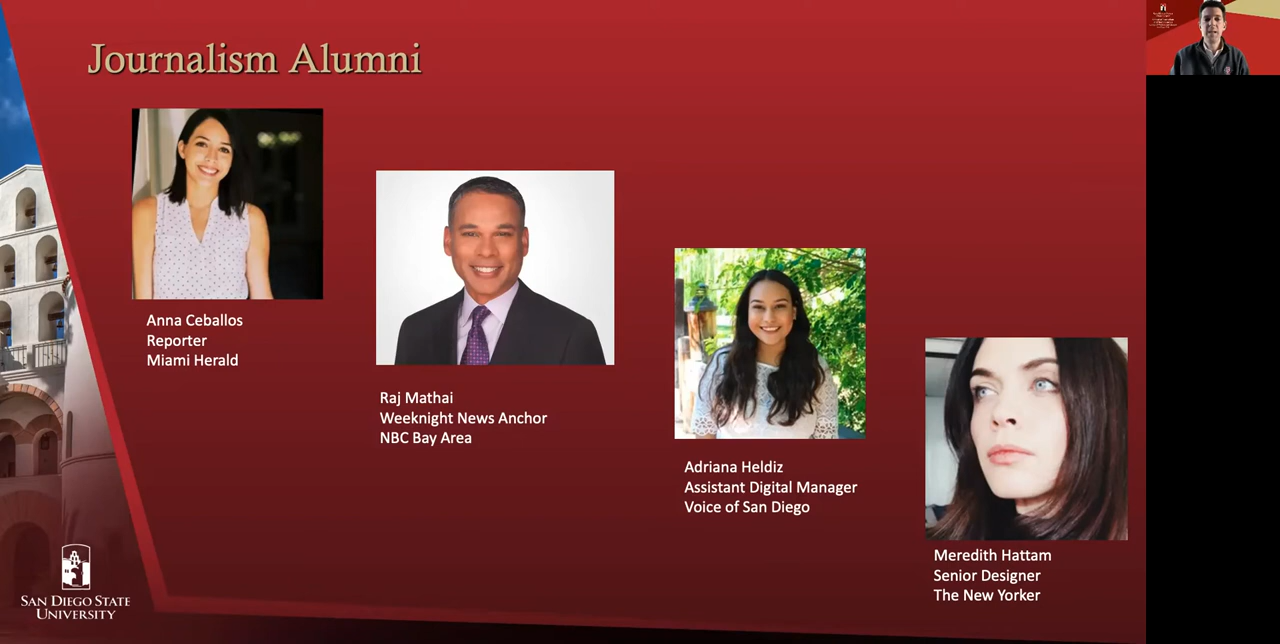 Journalism Alumni
Anna Ceballos
Reporter
Miami Herald
Raj Mathai
Weeknight News Anchor
NBC Bay Area
Adriana Heldiz
Assistant Digital Manager
Voice of San Diego
Meredith Hattam
Senior Designer
The New Yorker
SAN DIEGO STATE
UNIVERSITY